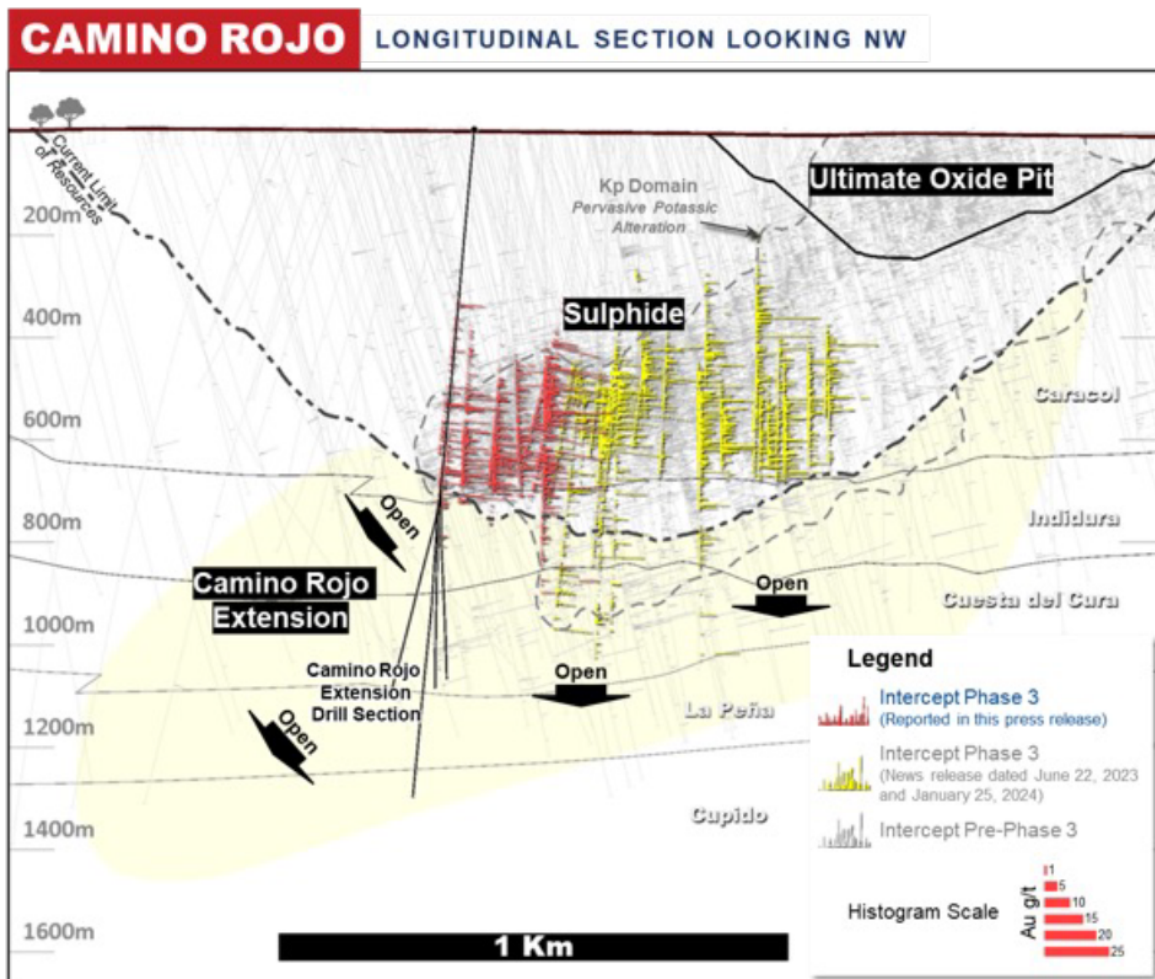 CAMINO ROJO
LONGITUDINAL SECTION LOOKING NW
Current Limit
of Resources
Ultimate Oxide Pit
Kp Domain
Pervasive Potassic
Alteration
200m
Sulphide
400m
Caracol
600m
Open
800m
Indidura
Camino Rojo
Extension
Open
Cuesta del Cura
1000m
Camino Rojo
Extension
Drill Section
Open
La Peña
1200m
Open
Cupido
1400m
1600m
1 Km
Legend
Intercept Phase 3
(Reported in this press release)
Intercept Phase 3
(News release dated June 22, 2023
and January 25, 2024)
Intercept Pre-Phase 3
Histogram Scale
Au g/t
1
5
10
15
20
25